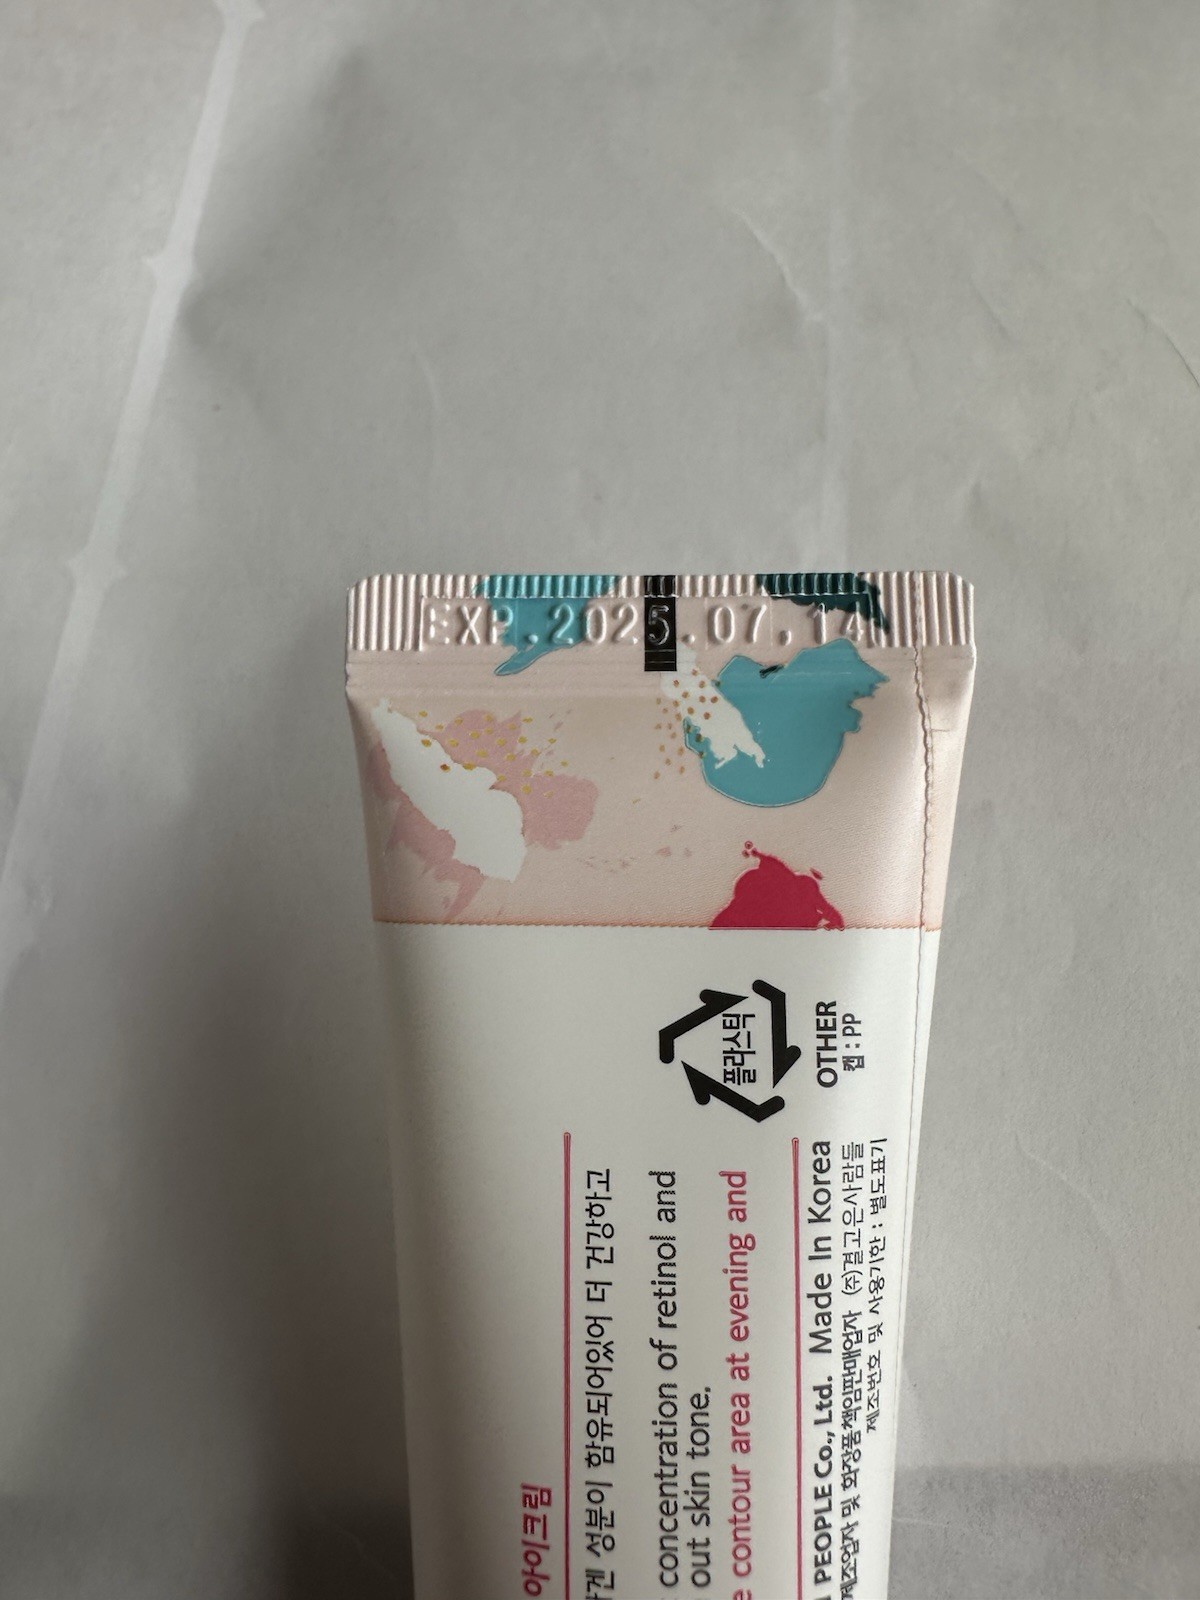 EXP.2025.07.14
플라스틱
OTHER
캡 : PP
아이크림
성분이 함유되어있어 더 건강하고
concentration of retinol and
out skin tone.
contour area at evening and
PEOPLE Co., Ltd. Made In Korea
제조업자 및 화장품책임판매업자 (주)결고은사람들
제조번호 및 사용기한 : 별도표기